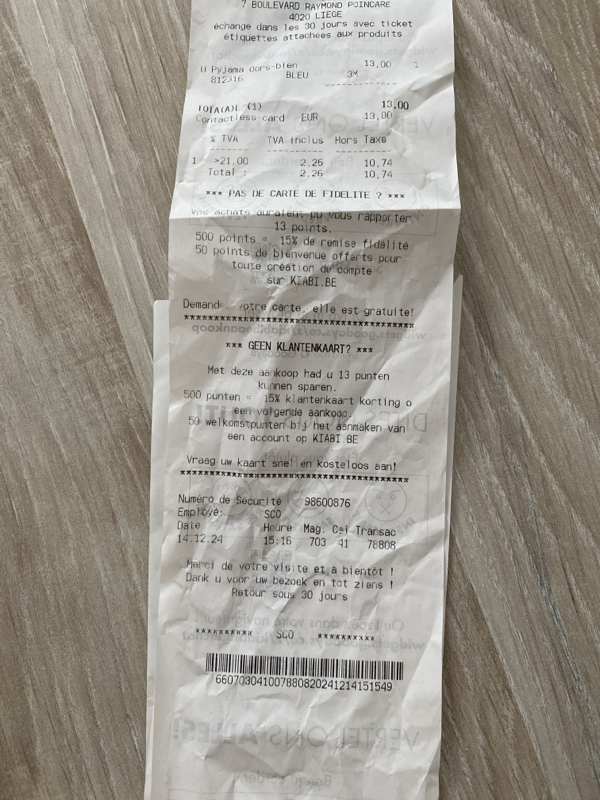 7 BOULEVARD RAYMOND POINCARE
4020 LIEGE
échange dans les 30 jours avec ticket
étiquettes attachées aux produits
U Pyjama dors-bien 13,00 1
812316 BLEU 3M
TOTA(A)L (1) 13,00
Contactless card EUR 13,00
% TVA TVA inclus Hors Taxe
1 >21,00 2,26 10,74
Total : 2,26 10,74
*** PAS DE CARTE DE FIDELITE ? ***
Vos achats auraient pu vous rapporter
13 points.
500 points = 15% de remise fidélité
50 points de bienvenue offerts pour
toute création de compte
sur KIABI.BE
Demandez votre carte, elle est gratuite!
*** GEEN KLANTENKAART? ***
Met deze aankoop had u 13 punten
kunnen sparen.
500 punten = 15% klantenkaart korting o
een volgende aankoop.
50 welkomstpunten bij het aanmaken van
een account op KIABI.BE
Vraag uw kaart snel en kosteloos aan!
Numéro de Sécurité 98600876
Employé: SCO
Date Heure Mag. Cai Transac
14.12.24 15:16 703 41 78808
Merci de votre visite et à bientôt !
Dank u voor uw bezoek en tot ziens !
Retour sous 30 jours
********** SCO **********
66070304100788082024121415​1549